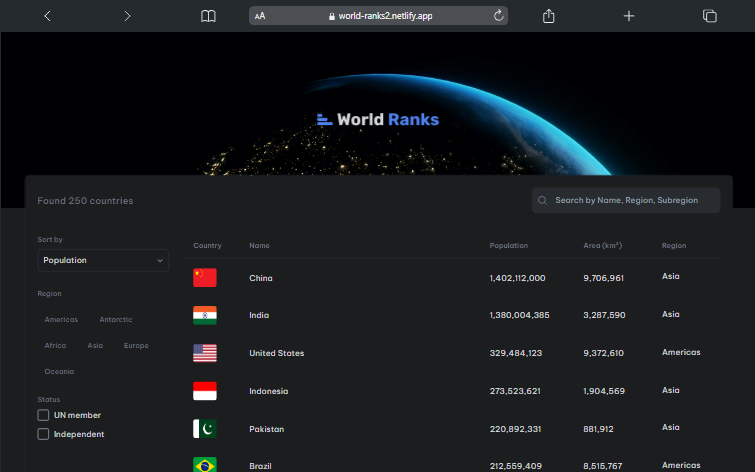 AA world-ranks2.netlify.app
World Ranks
Found 250 countries
Search by Name, Region, Subregion
Sort by
Population
Region
Americas Antarctic
Africa Asia Europe
Oceania
Status
UN member
Independent
Country Name Population Area (km²) Region
China 1,402,112,000 9,706,961 Asia
India 1,380,004,385 3,287,590 Asia
United States 329,484,123 9,372,610 Americas
Indonesia 273,523,621 1,904,569 Asia
Pakistan 220,892,331 881,912 Asia
Brazil 212,559,409 8,515,767 Americas